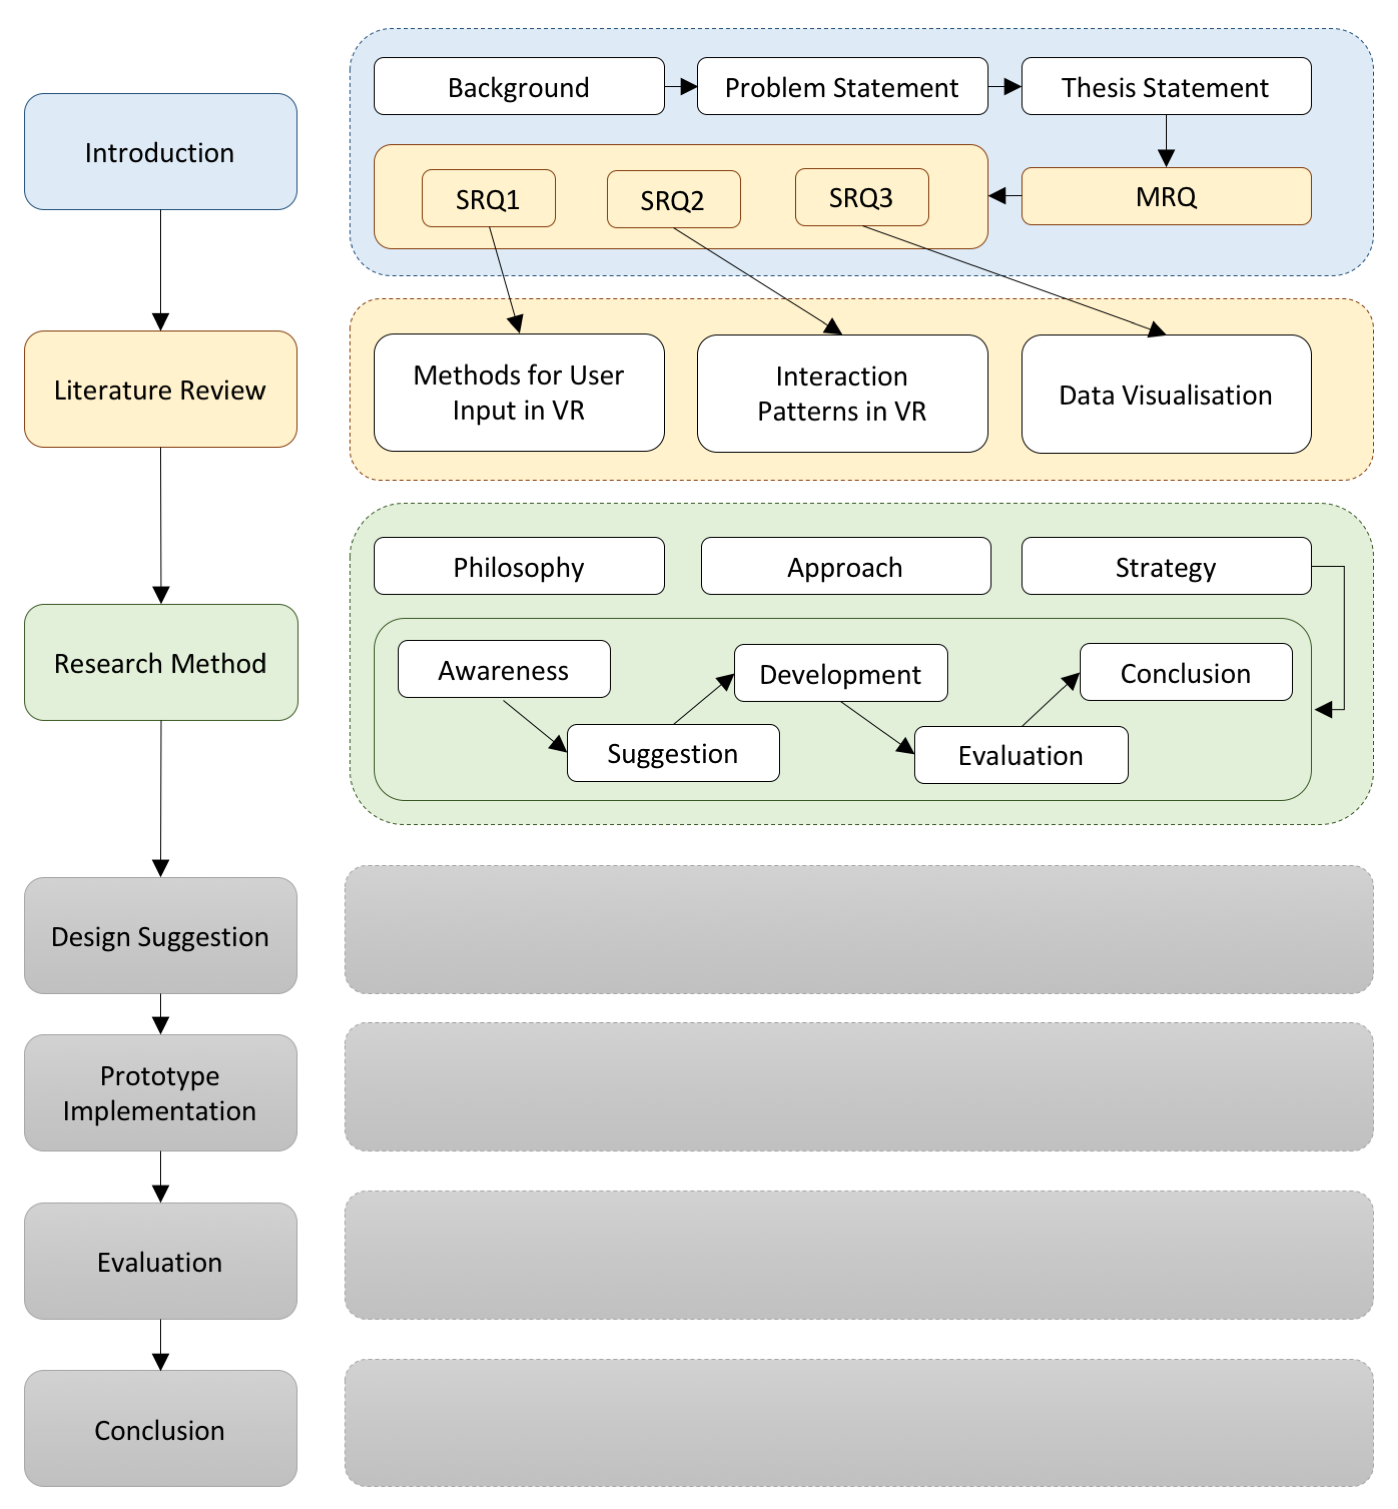 Introduction
Background
Problem Statement
Thesis Statement
SRQ1
SRQ2
SRQ3
MRQ
Literature Review
Methods for User
Input in VR
Interaction
Patterns in VR
Data Visualisation
Research Method
Philosophy
Approach
Strategy
Awareness
Suggestion
Development
Evaluation
Conclusion
Design Suggestion
Prototype
Implementation
Evaluation
Conclusion